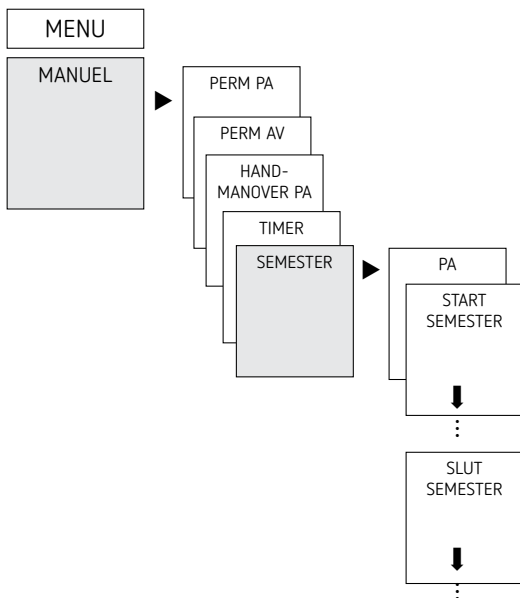 MENU
MANUEL
PERM PA
PERM AV
HAND-
MANOVER PA
TIMER
SEMESTER
PA
START
SEMESTER
SLUT
SEMESTER